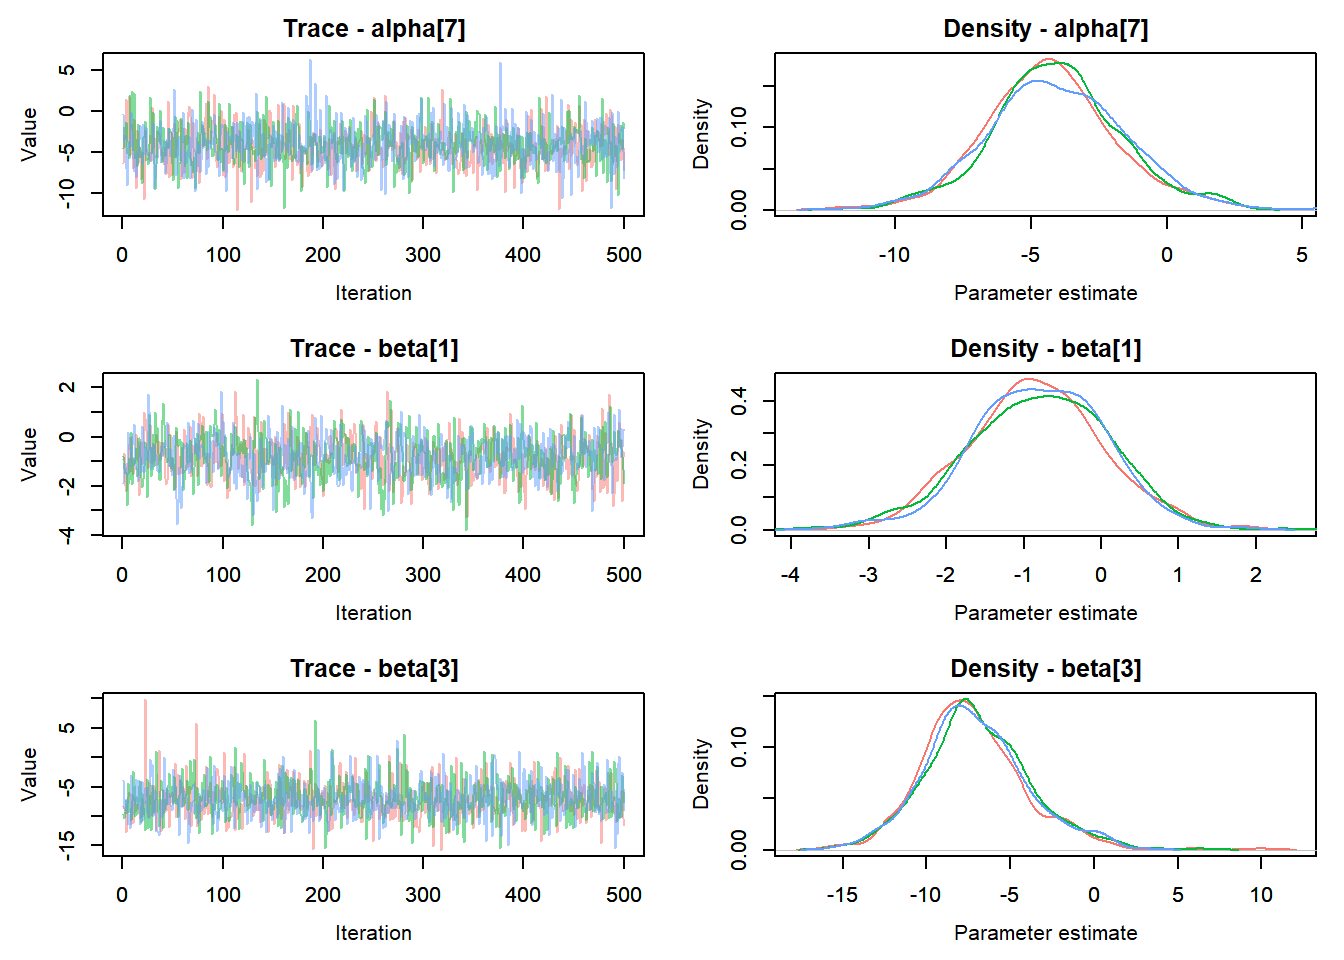 Trace - alpha[7]
Value
5
0
-5
-10
0 100 200 300 400 500
Iteration
Density - alpha[7]
Density
0.10
0.00
-10 -5 0 5
Parameter estimate
Trace - beta[1]
Value
2
0
-2
-4
0 100 200 300 400 500
Iteration
Density - beta[1]
Density
0.4
0.2
0.0
-4 -3 -2 -1 0 1 2
Parameter estimate
Trace - beta[3]
Value
5
-5
-15
0 100 200 300 400 500
Iteration
Density - beta[3]
Density
0.10
0.00
-15 -10 -5 0 5 10
Parameter estimate